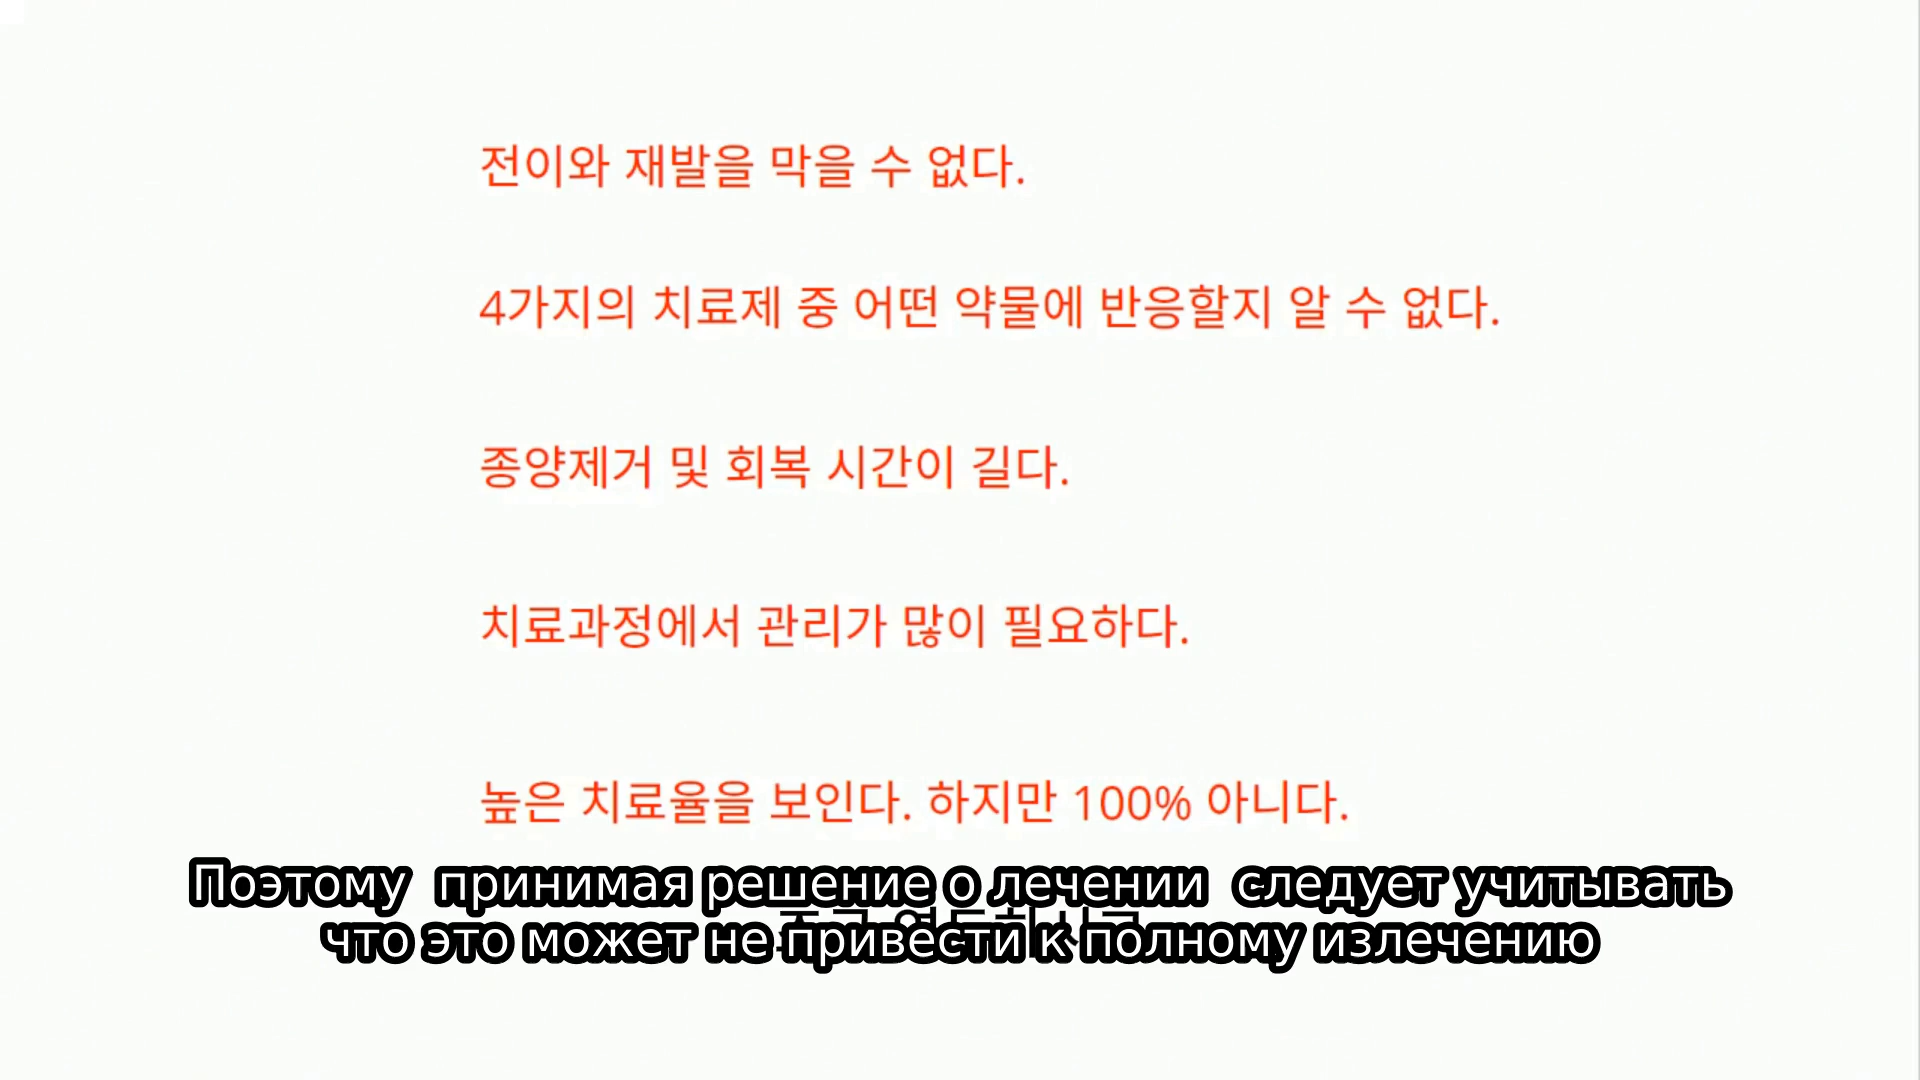 전이와 재발을 막을 수 없다.
4가지의 치료제 중 어떤 약물에 반응할지 알 수 없다.
종양제거 및 회복 시간이 길다.
치료과정에서 관리가 많이 필요하다.
높은 치료율을 보인다. 하지만 100% 아니다.
Поэтому принимая решение о лечении следует учитывать
что это может не привести к полному излечению